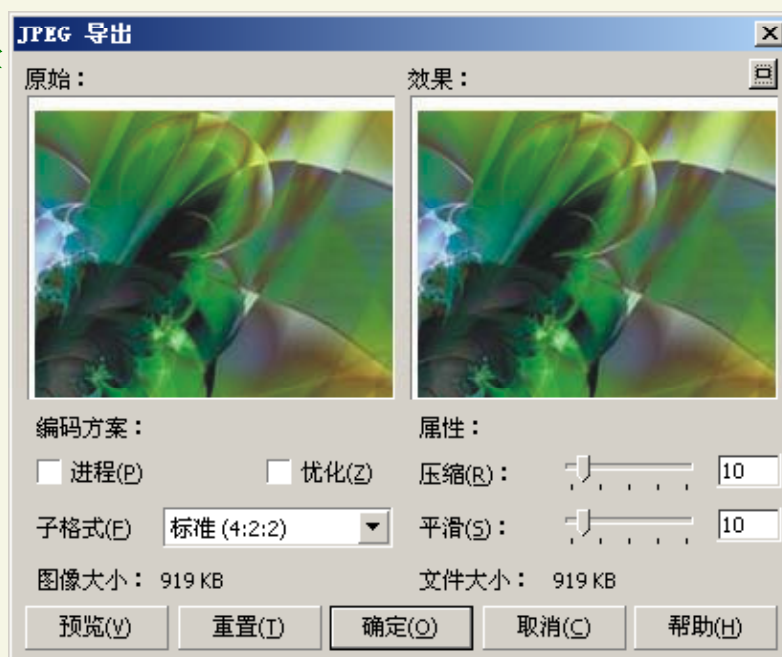 JPEG 导出
原始：
效果：
编码方案：
属性：
进程(P)
优化(Z)
压缩(R)：
10
子格式(F)
标准 (4:2:2)
平滑(S)：
10
图像大小： 919 KB
文件大小： 919 KB
预览(V)
重置(T)
确定(O)
取消(C)
帮助(H)